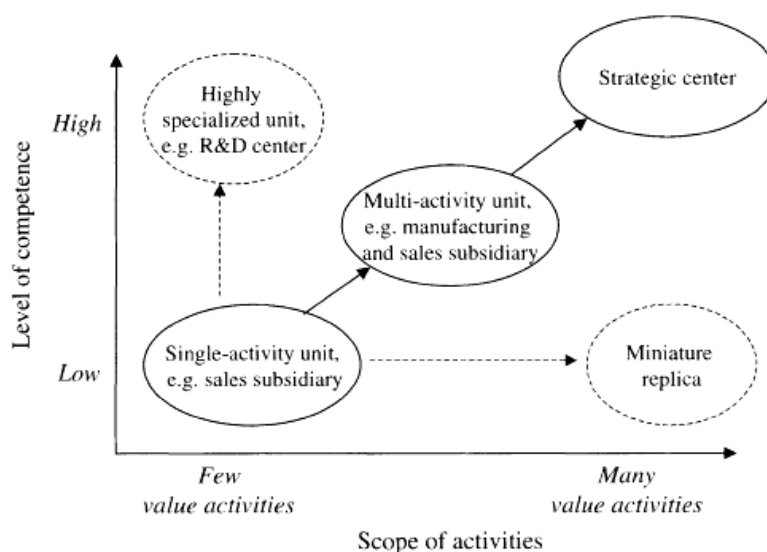 Strategic center
Highly
specialized unit,
e.g. R&D center
High
Level of competence
Multi-activity unit,
e.g. manufacturing
and sales subsidiary
Single-activity unit,
e.g. sales subsidiary
Miniature
replica
Low
Few
value activities
Many
value activities
Scope of activities